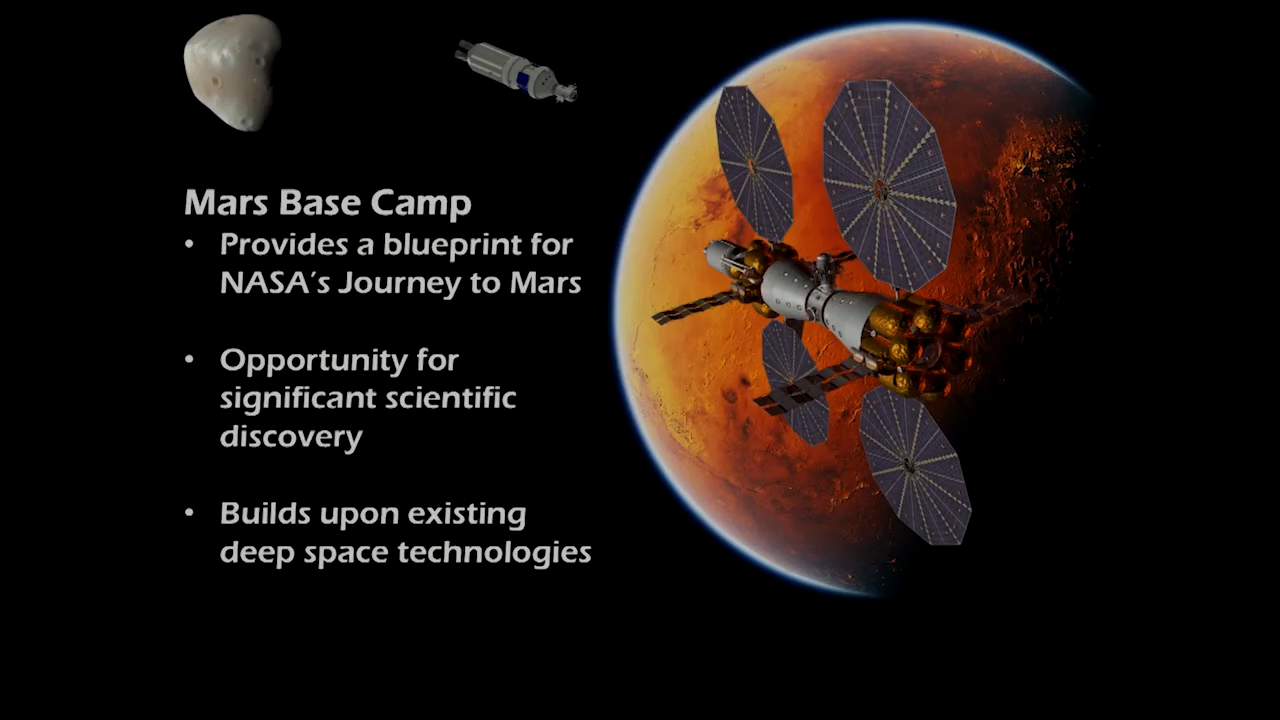 Mars Base Camp
• Provides a blueprint for
NASA's Journey to Mars
• Opportunity for
significant scientific
discovery
• Builds upon existing
deep space technologies